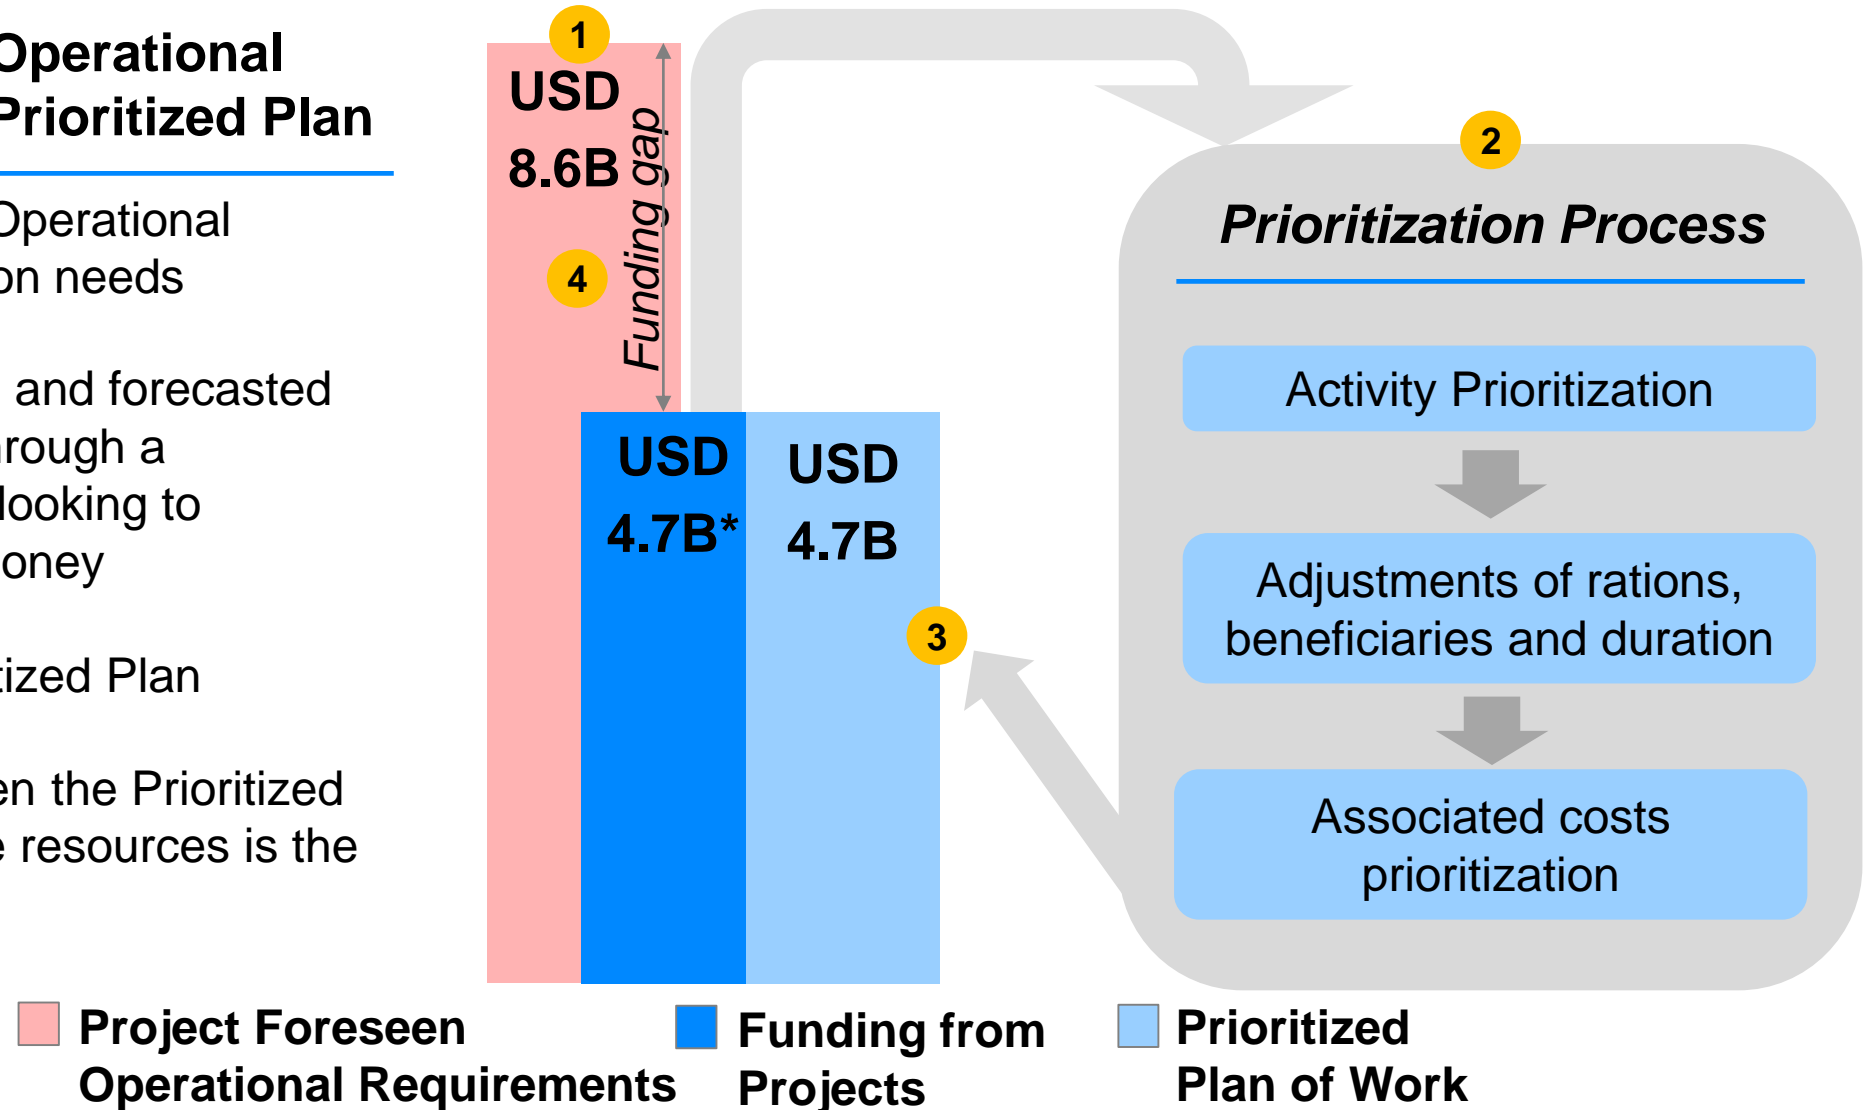 Operational
Prioritized Plan
Operational
on needs
and forecasted
hrough a
looking to
oney
tized Plan
en the Prioritized
e resources is the
1
USD
8.6B
Funding gap
4
USD
4.7B*
USD
4.7B
3
2
Prioritization Process
Activity Prioritization
Adjustments of rations,
beneficiaries and duration
Associated costs
prioritization
Project Foreseen
Operational Requirements
Funding from
Projects
Prioritized
Plan of Work